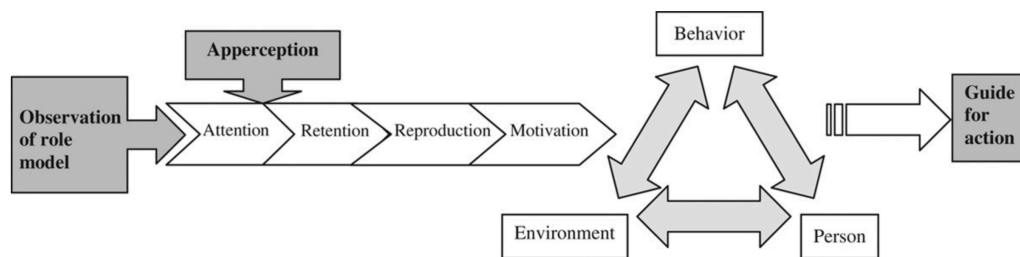 Observation
of role
model
Apperception
Attention
Retention
Reproduction
Motivation
Behavior
Environment
Person
Guide
for
action